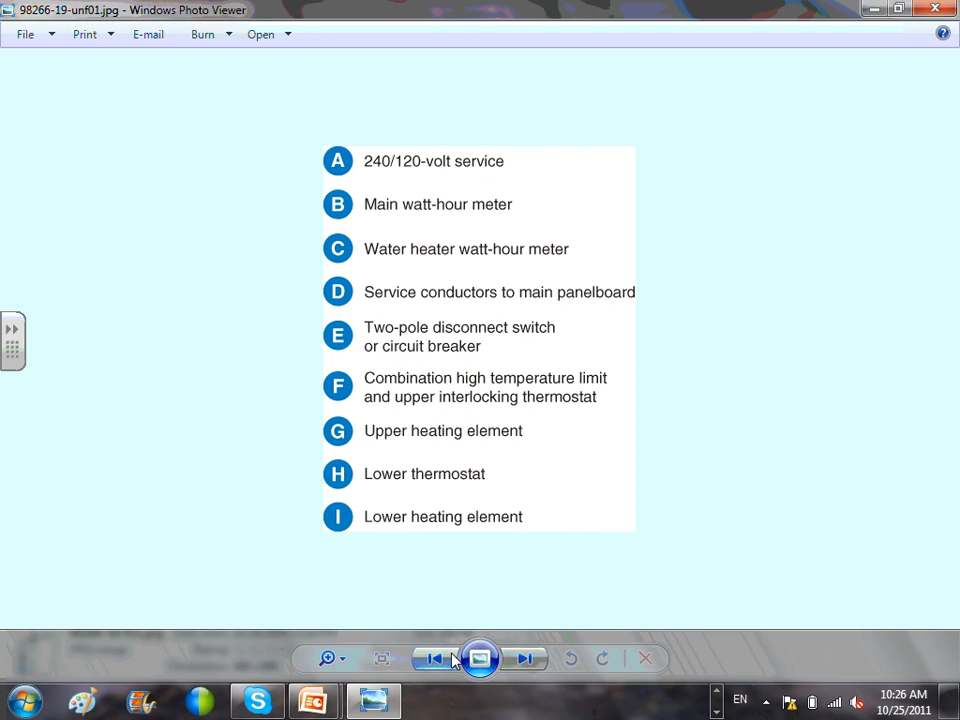 98266-19-unf01.jpg - Windows Photo Viewer
File Print E-mail Burn Open
A 240/120-volt service
B Main watt-hour meter
C Water heater watt-hour meter
D Service conductors to main panelboard
E Two-pole disconnect switch
or circuit breaker
F Combination high temperature limit
and upper interlocking thermostat
G Upper heating element
H Lower thermostat
I Lower heating element
EN
10:26 AM
10/25/2011